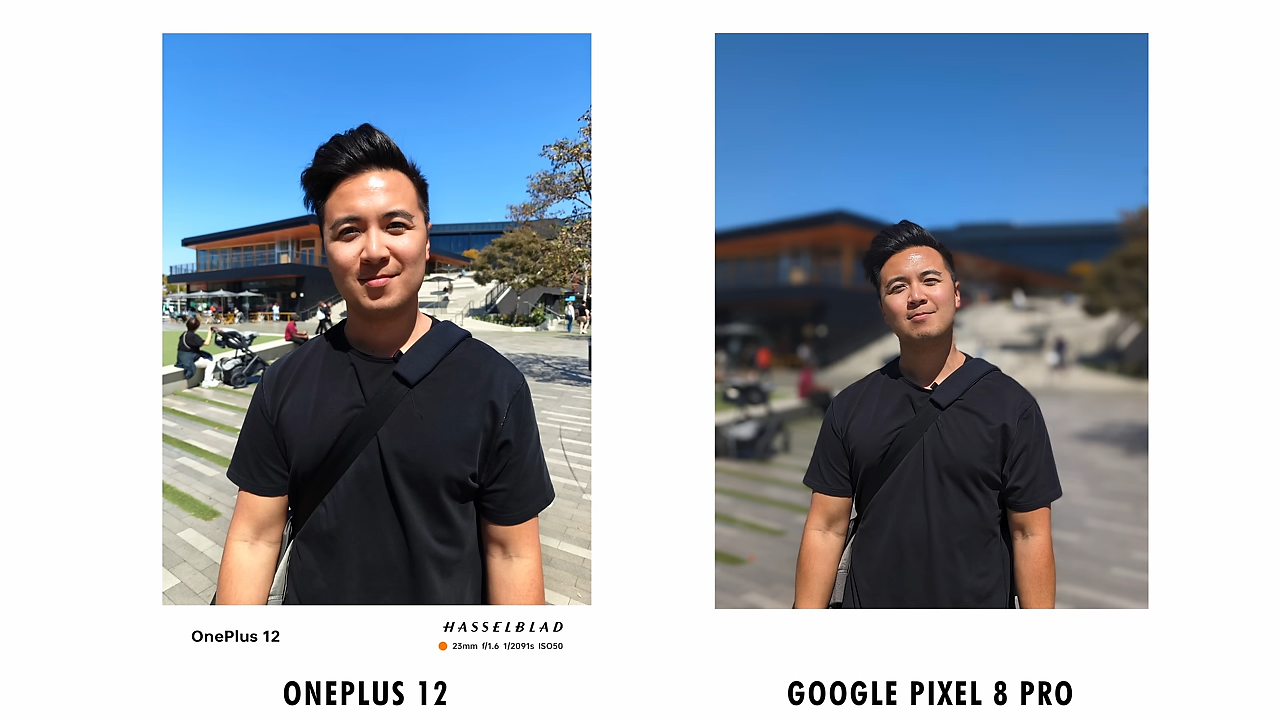 OnePlus 12
HASSELBLAD
23mm f/1.6 1/2091s ISO50
ONEPLUS 12
GOOGLE PIXEL 8 PRO